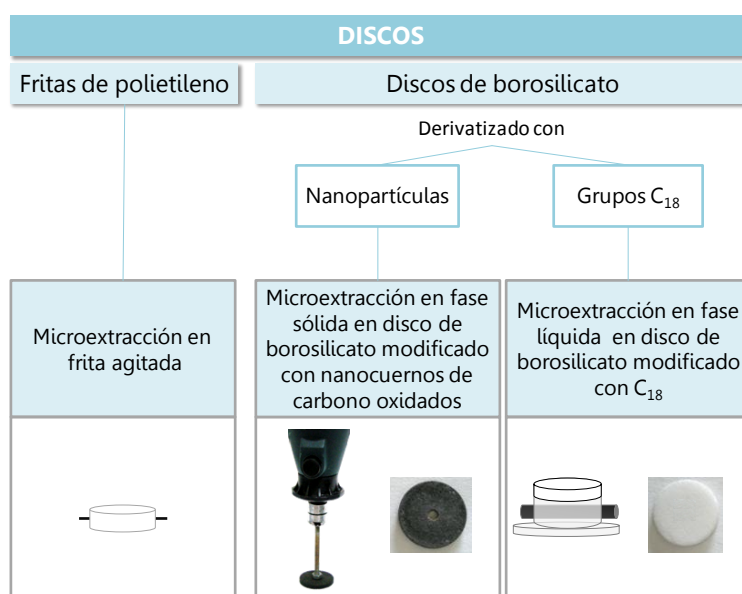 DISCOS
Fritas de polietileno
Discos de borosilicato
Derivatizado con
Nanopartículas
Grupos C₁₈
Microextracción en
frita agitada
Microextracción en fase
sólida en disco de
borosilicato modificado
con nanocuernos de
carbono oxidados
Microextracción en fase
líquida en disco de
borosilicato modificado
con C₁₈